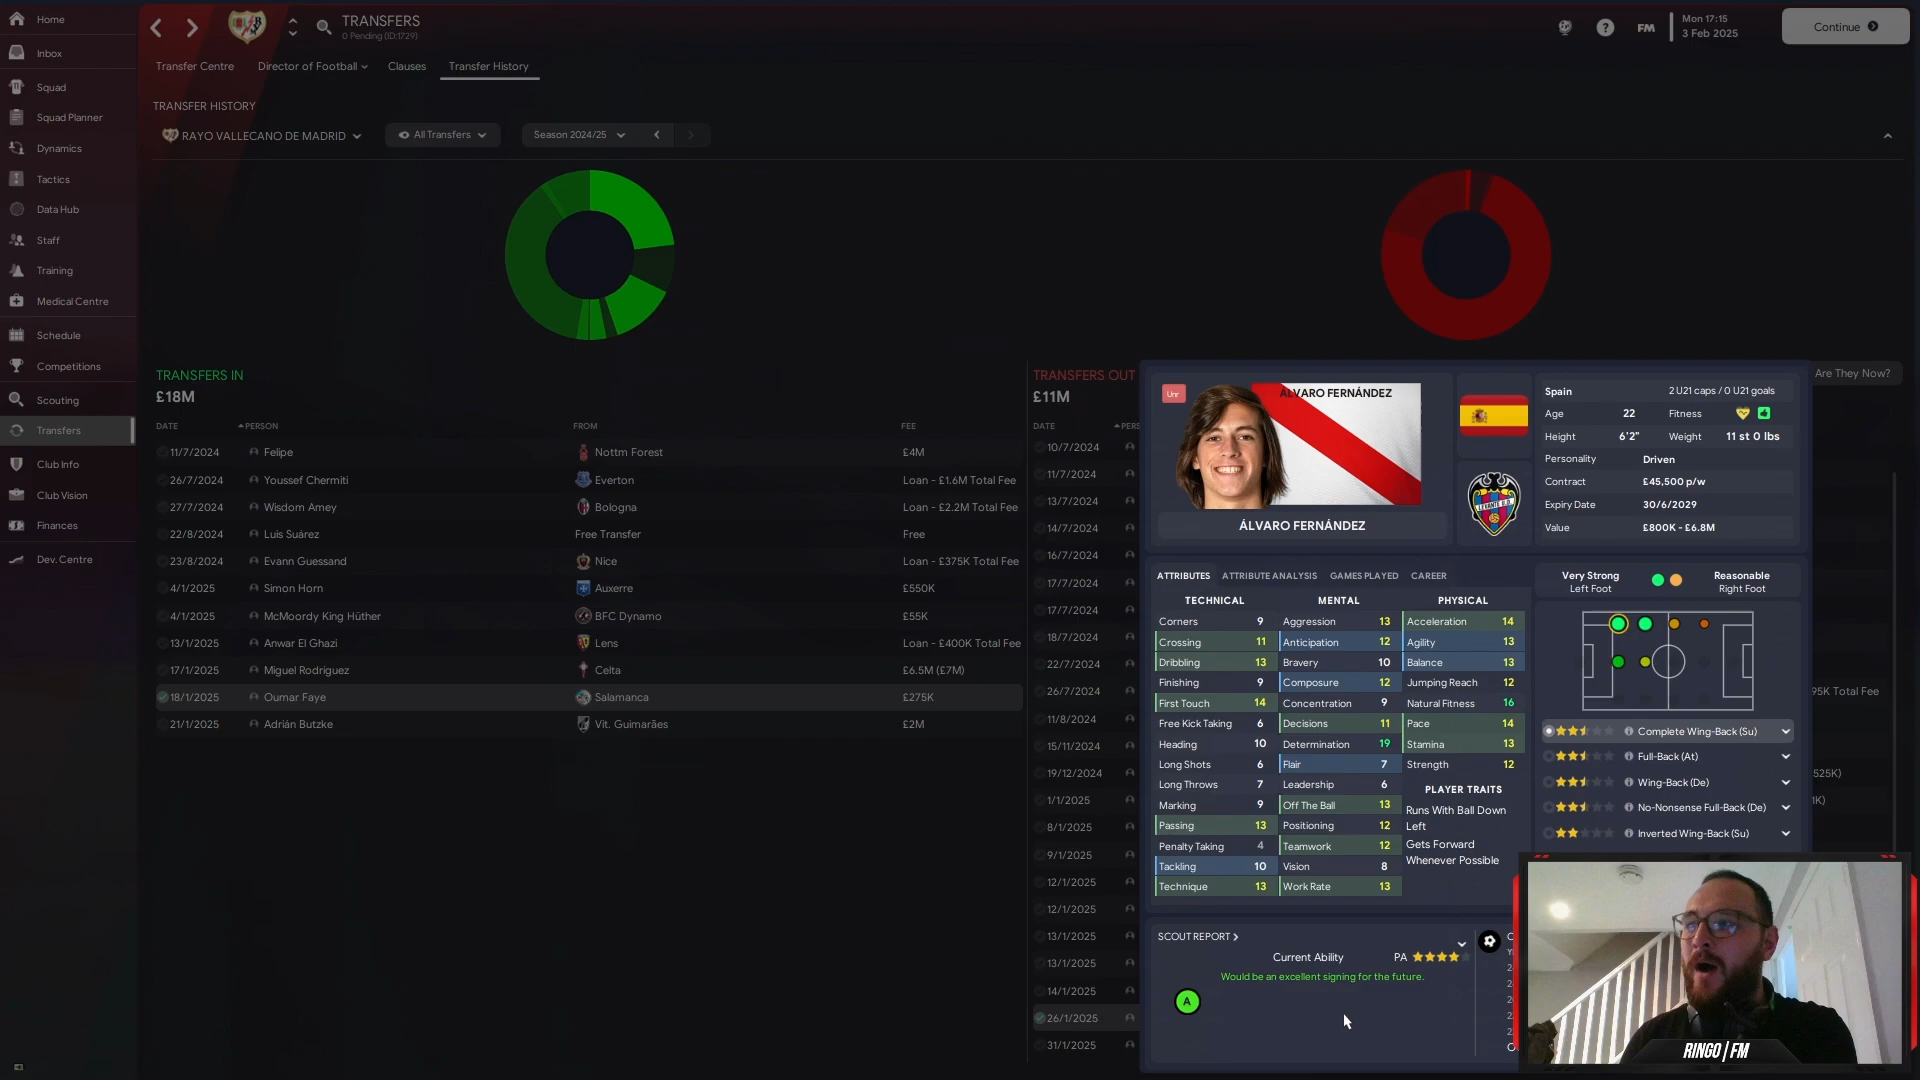 Home
Inbox
Squad
Squad Planner
Dynamics
Tactics
Data Hub
Staff
Training
Medical Centre
Schedule
Competitions
Scouting
Transfers
Club Info
Club Vision
Finances
Dev. Centre
TRANSFERS
0 Pending (ID:1729)
FM
Mon 17:15
3 Feb 2025
Continue
Transfer Centre Director of Football Clauses Transfer History
TRANSFER HISTORY
RAYO VALLECANO DE MADRID All Transfers Season 2024/25
TRANSFERS IN
£18M
DATE PERSON FROM FEE
11/7/2024 Felipe Nottm Forest £4M
26/7/2024 Youssef Chermiti Everton Loan - £1.6M Total Fee
27/7/2024 Wisdom Amey Bologna Loan - £2.2M Total Fee
22/8/2024 Luis Suárez Free Transfer Free
23/8/2024 Evann Guessand Nice Loan - £375K Total Fee
4/1/2025 Simon Horn Auxerre £550K
4/1/2025 McMoordy King Hüther BFC Dynamo £55K
13/1/2025 Anwar El Ghazi Lens Loan - £400K Total Fee
17/1/2025 Miguel Rodríguez Celta £6.5M (£7M)
18/1/2025 Oumar Faye Salamanca £275K
21/1/2025 Adrián Butzke Vit. Guimarães £2M
TRANSFERS OUT
£11M
DATE PERS
10/7/2024
11/7/2024
13/7/2024
14/7/2024
16/7/2024
17/7/2024
17/7/2024
18/7/2024
22/7/2024
26/7/2024
11/8/2024
15/11/2024
19/12/2024
1/1/2025
8/1/2025
9/1/2025
12/1/2025
12/1/2025
13/1/2025
13/1/2025
14/1/2025
26/1/2025
31/1/2025
Are They Now?
95K Total Fee
525K)
1K)
Unr
ÁLVARO FERNÁNDEZ
ÁLVARO FERNÁNDEZ
LEVANTE U.D.
Spain 2 U21 caps / 0 U21 goals
Age 22 Fitness
Height 6'2" Weight 11 st 0 lbs
Personality Driven
Contract £45,500 p/w
Expiry Date 30/6/2029
Value £800K - £6.8M
ATTRIBUTES ATTRIBUTE ANALYSIS GAMES PLAYED CAREER
TECHNICAL MENTAL PHYSICAL
Corners 9 Aggression 13 Acceleration 14
Crossing 11 Anticipation 12 Agility 13
Dribbling 13 Bravery 10 Balance 13
Finishing 9 Composure 12 Jumping Reach 12
First Touch 14 Concentration 9 Natural Fitness 16
Free Kick Taking 6 Decisions 11 Pace 14
Heading 10 Determination 19 Stamina 13
Long Shots 6 Flair 7 Strength 12
Long Throws 7 Leadership 6
Marking 9 Off The Ball 13
Passing 13 Positioning 12
Penalty Taking 4 Teamwork 12
Tackling 10 Vision 8
Technique 13 Work Rate 13
PLAYER TRAITS
Runs With Ball Down
Left
Gets Forward
Whenever Possible
Very Strong Reasonable
Left Foot Right Foot
Complete Wing-Back (Su)
Full-Back (At)
Wing-Back (De)
No-Nonsense Full-Back (De)
Inverted Wing-Back (Su)
SCOUT REPORT
Current Ability PA
Would be an excellent signing for the future.
A
RINGO|FM